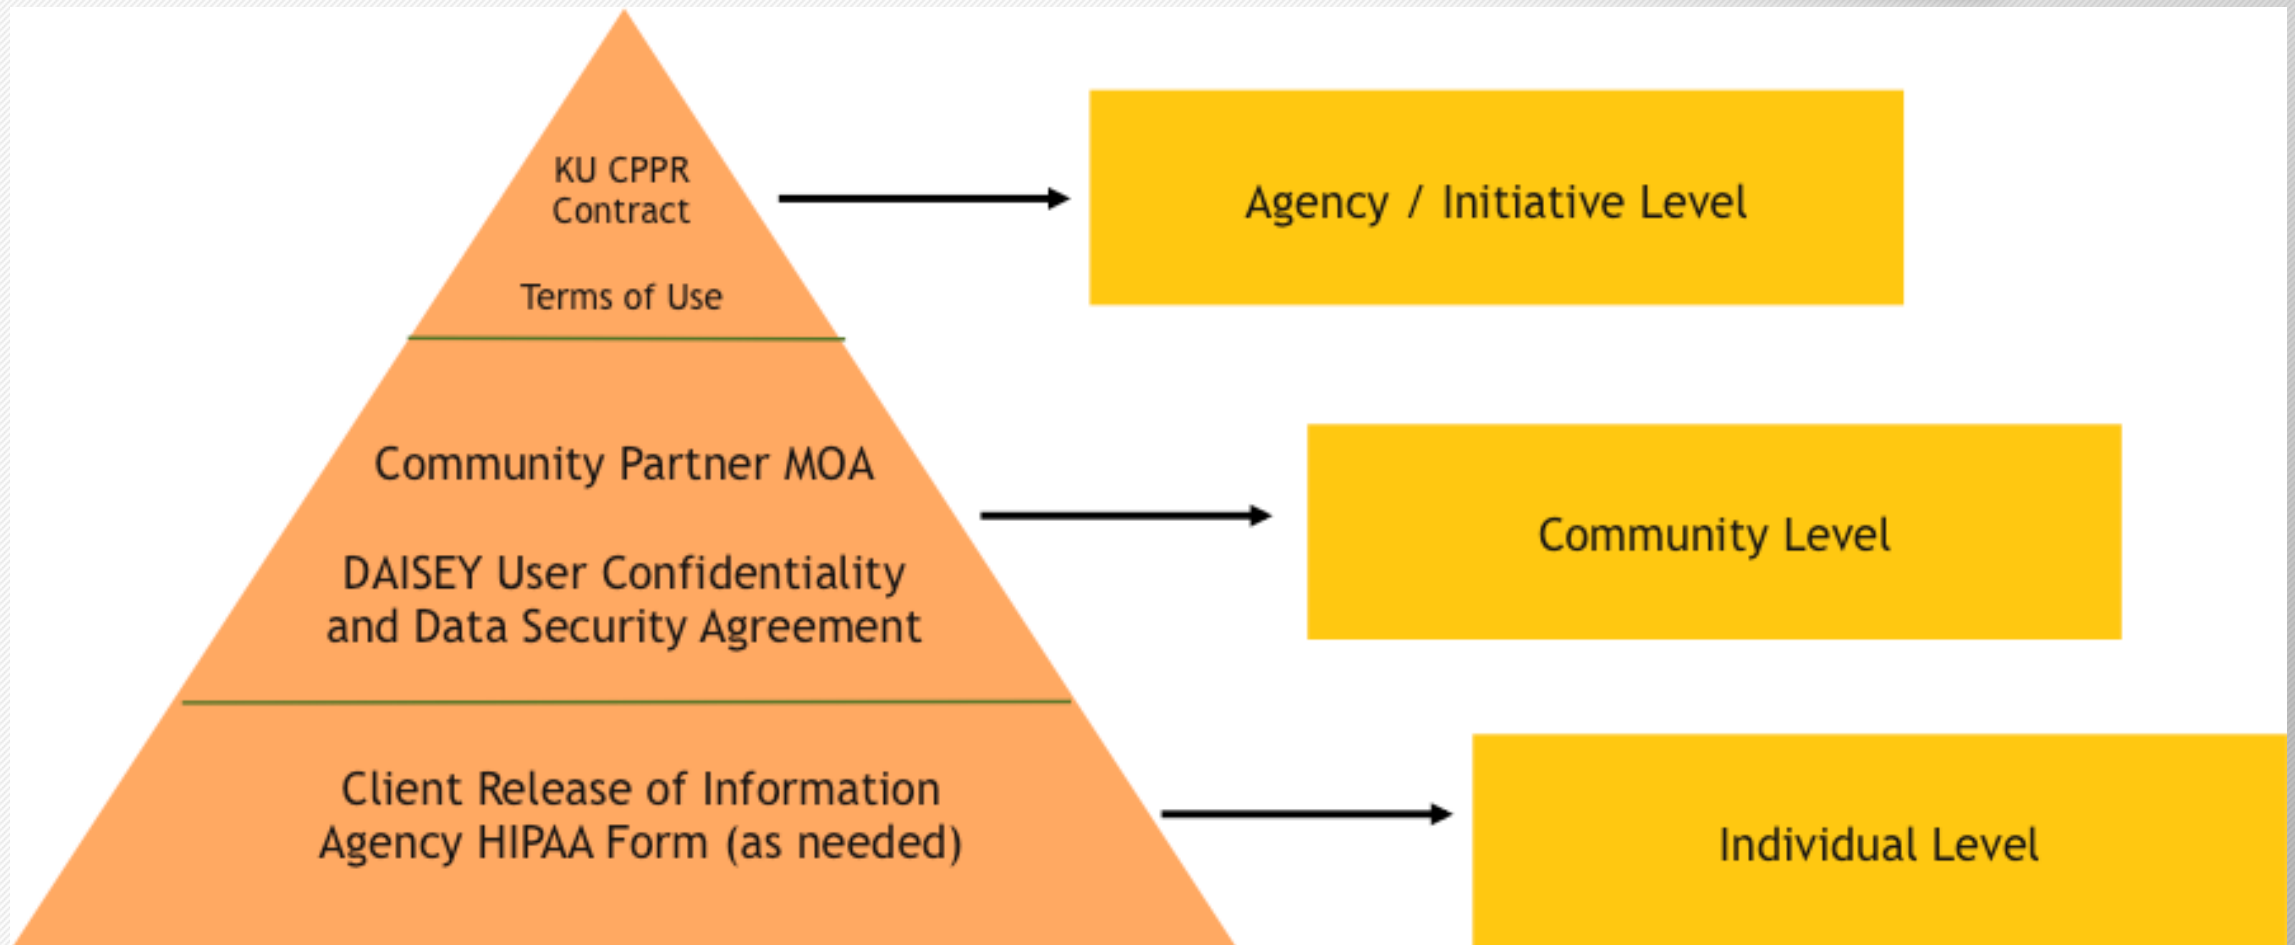 KU CPPR
Contract
Terms of Use
Agency / Initiative Level
Community Partner MOA
DAISEY User Confidentiality
and Data Security Agreement
Community Level
Client Release of Information
Agency HIPAA Form (as needed)
Individual Level